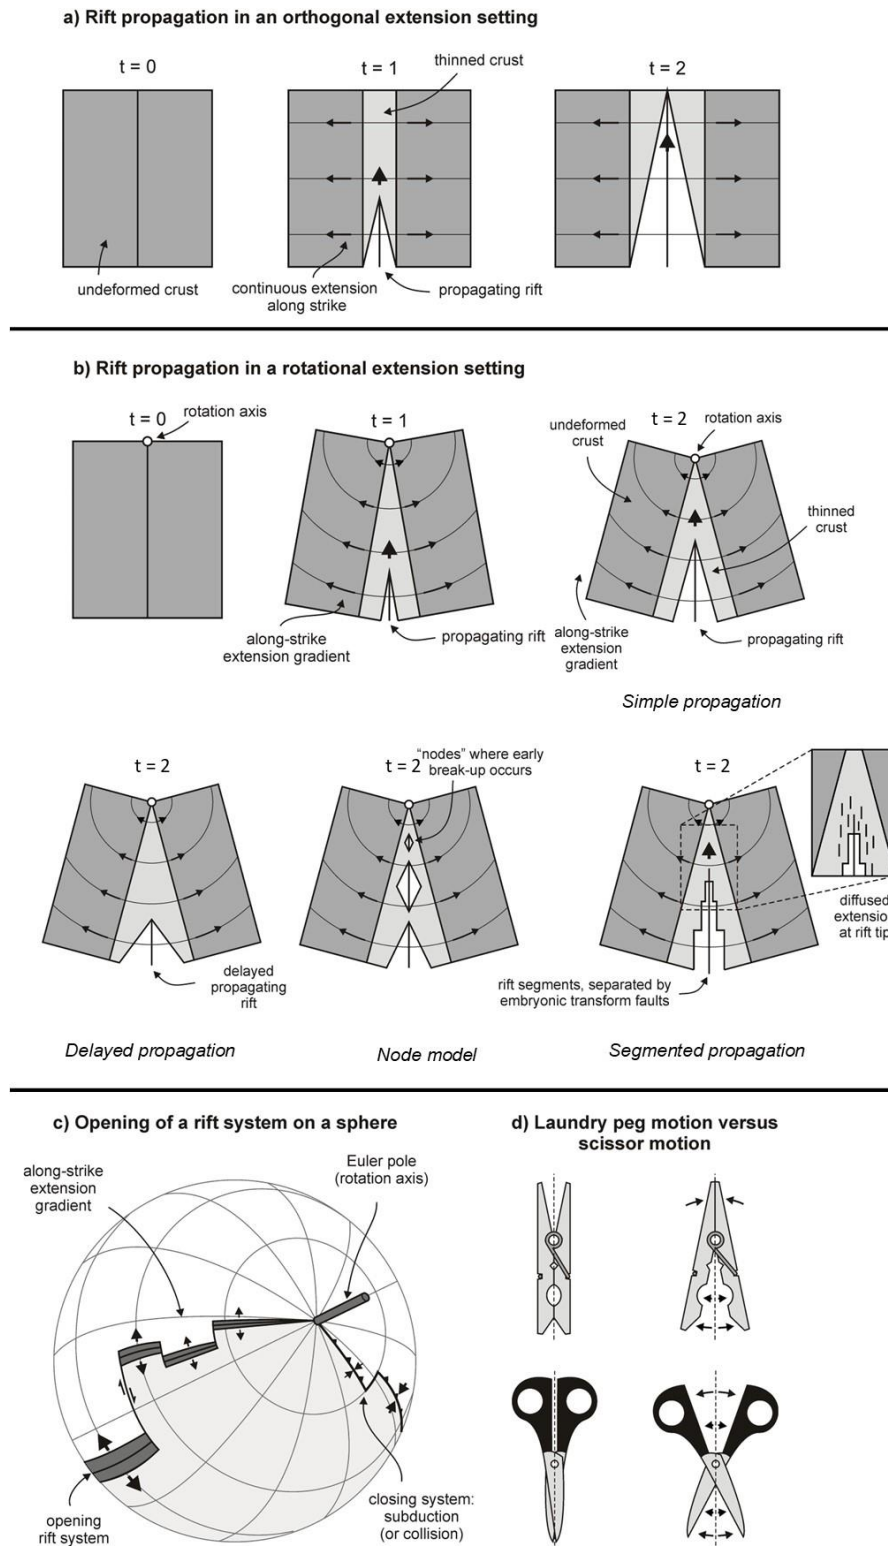 a) Rift propagation in an orthogonal extension setting
t = 0
t = 1
thinned crust
t = 2
undeformed crust
continuous extension
along strike
propagating rift
b) Rift propagation in a rotational extension setting
t = 0
rotation axis
t = 1
along-strike
extension gradient
propagating rift
undeformed
crust
t = 2
rotation axis
thinned
crust
along-strike
extension
gradient
propagating rift
Simple propagation
t = 2
delayed
propagating
rift
Delayed propagation
t = 2
"nodes" where early
break-up occurs
Node model
t = 2
rift segments, separated by
embryonic transform faults
diffused
extension
at rift tip
Segmented propagation
c) Opening of a rift system on a sphere
along-strike
extension
gradient
Euler pole
(rotation axis)
opening
rift system
closing system:
subduction
(or collision)
d) Laundry peg motion versus
scissor motion